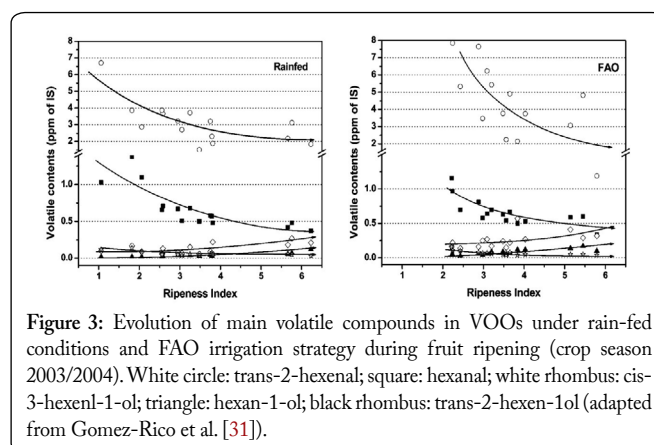 8
7
6
5
4
3
2
1.0
0.5
0.0
Volatile contents (ppm of IS)
Rainfed
1 2 3 4 5 6
Ripeness Index
8
7
6
5
4
3
2
1.0
0.5
0.0
Volatile contents (ppm of IS)
FAO
1 2 3 4 5 6
Ripeness Index
Figure 3: Evolution of main volatile compounds in VOOs under rain-fed
conditions and FAO irrigation strategy during fruit ripening (crop season
2003/2004). White circle: trans-2-hexenal; square: hexanal; white rhombus: cis-
3-hexenl-1-ol; triangle: hexan-1-ol; black rhombus: trans-2-hexen-1ol (adapted
from Gomez-Rico et al. [31]).